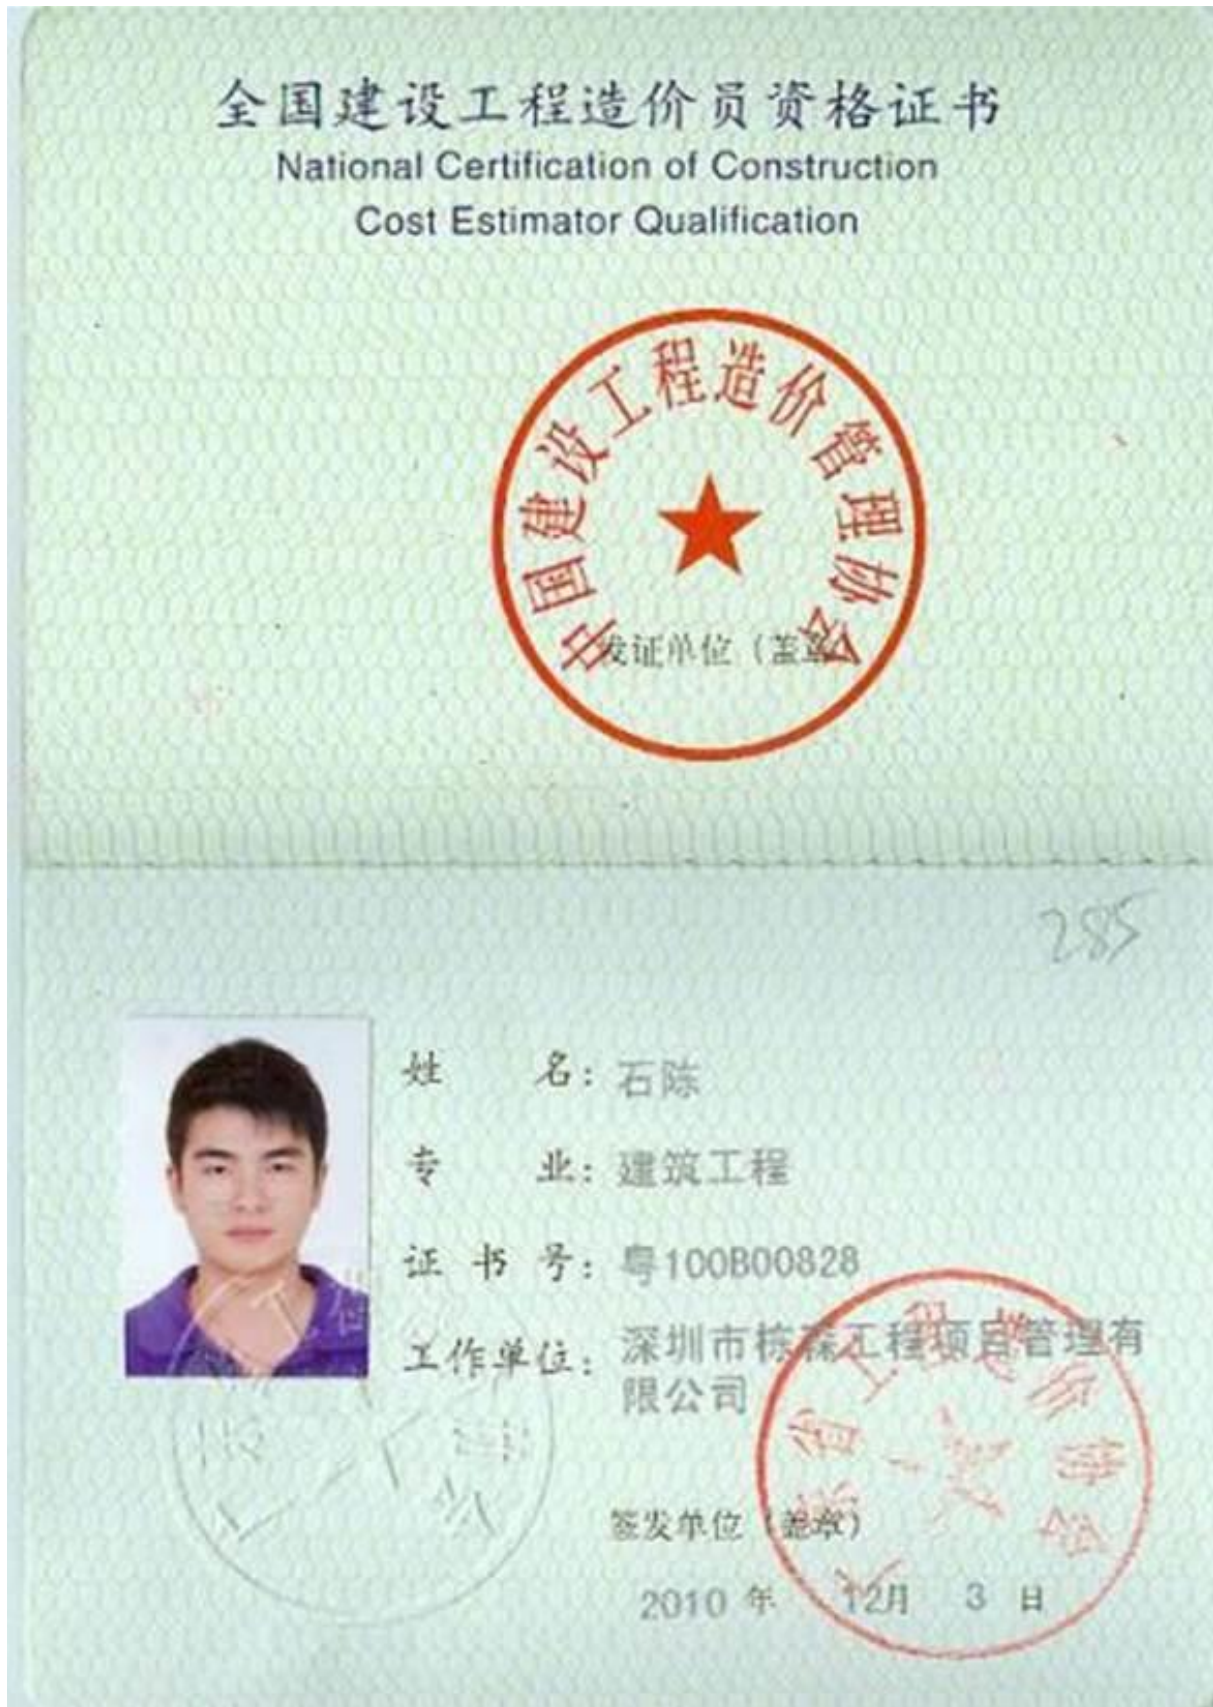 全国建设工程造价员资格证书
National Certification of Construction
Cost Estimator Qualification
中国建设工程造价管理协会
发证单位（盖章）
285
姓 名：石陈
专 业：建筑工程
证 书 号：粤100B00828
工作单位：深圳市栋森工程项目管理有
限公司
签发单位（盖章）
2010 年 12月 3 日